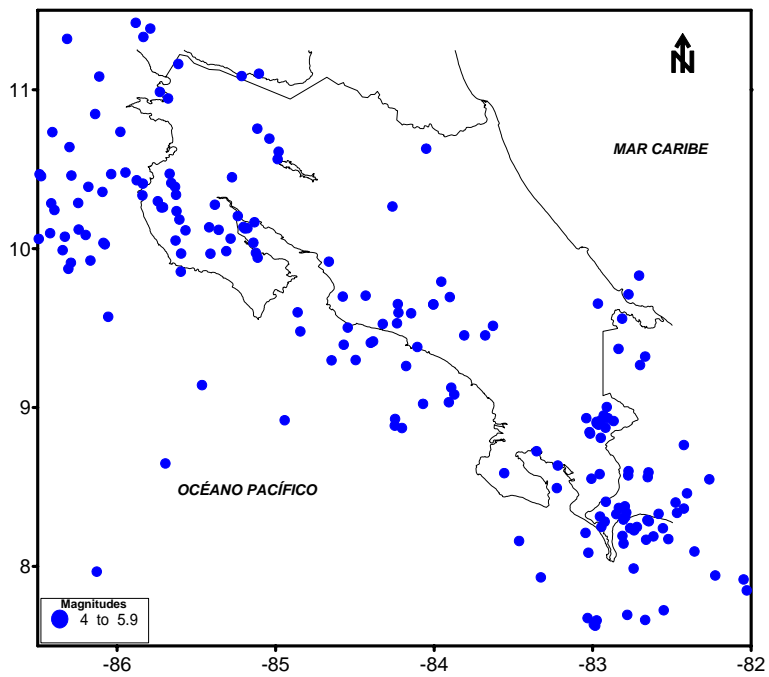 N
MAR CARIBE
11
10
9
8
OCÉANO PACÍFICO
Magnitudes
4 to 5.9
-86
-85
-84
-83
-82